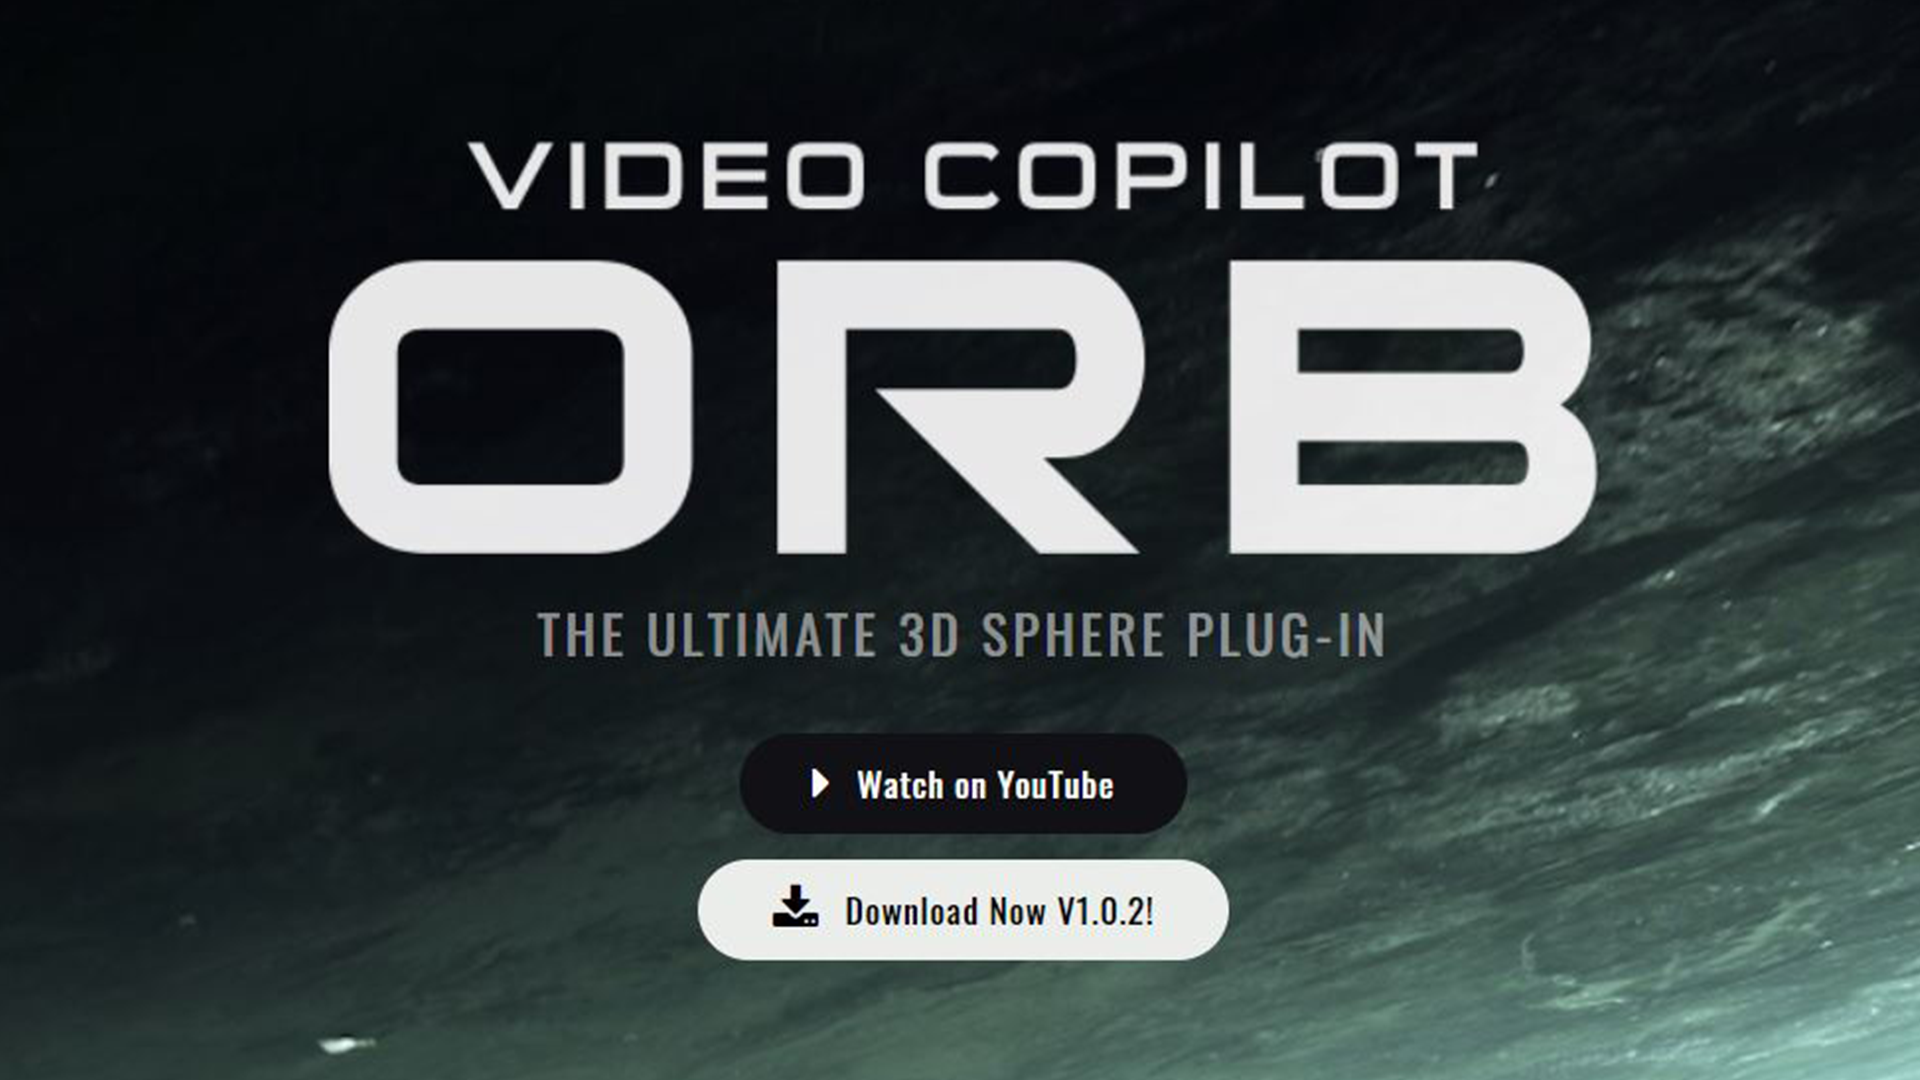 VIDEO COPILOT
ORB
THE ULTIMATE 3D SPHERE PLUG-IN
Watch on YouTube
Download Now V1.0.2!